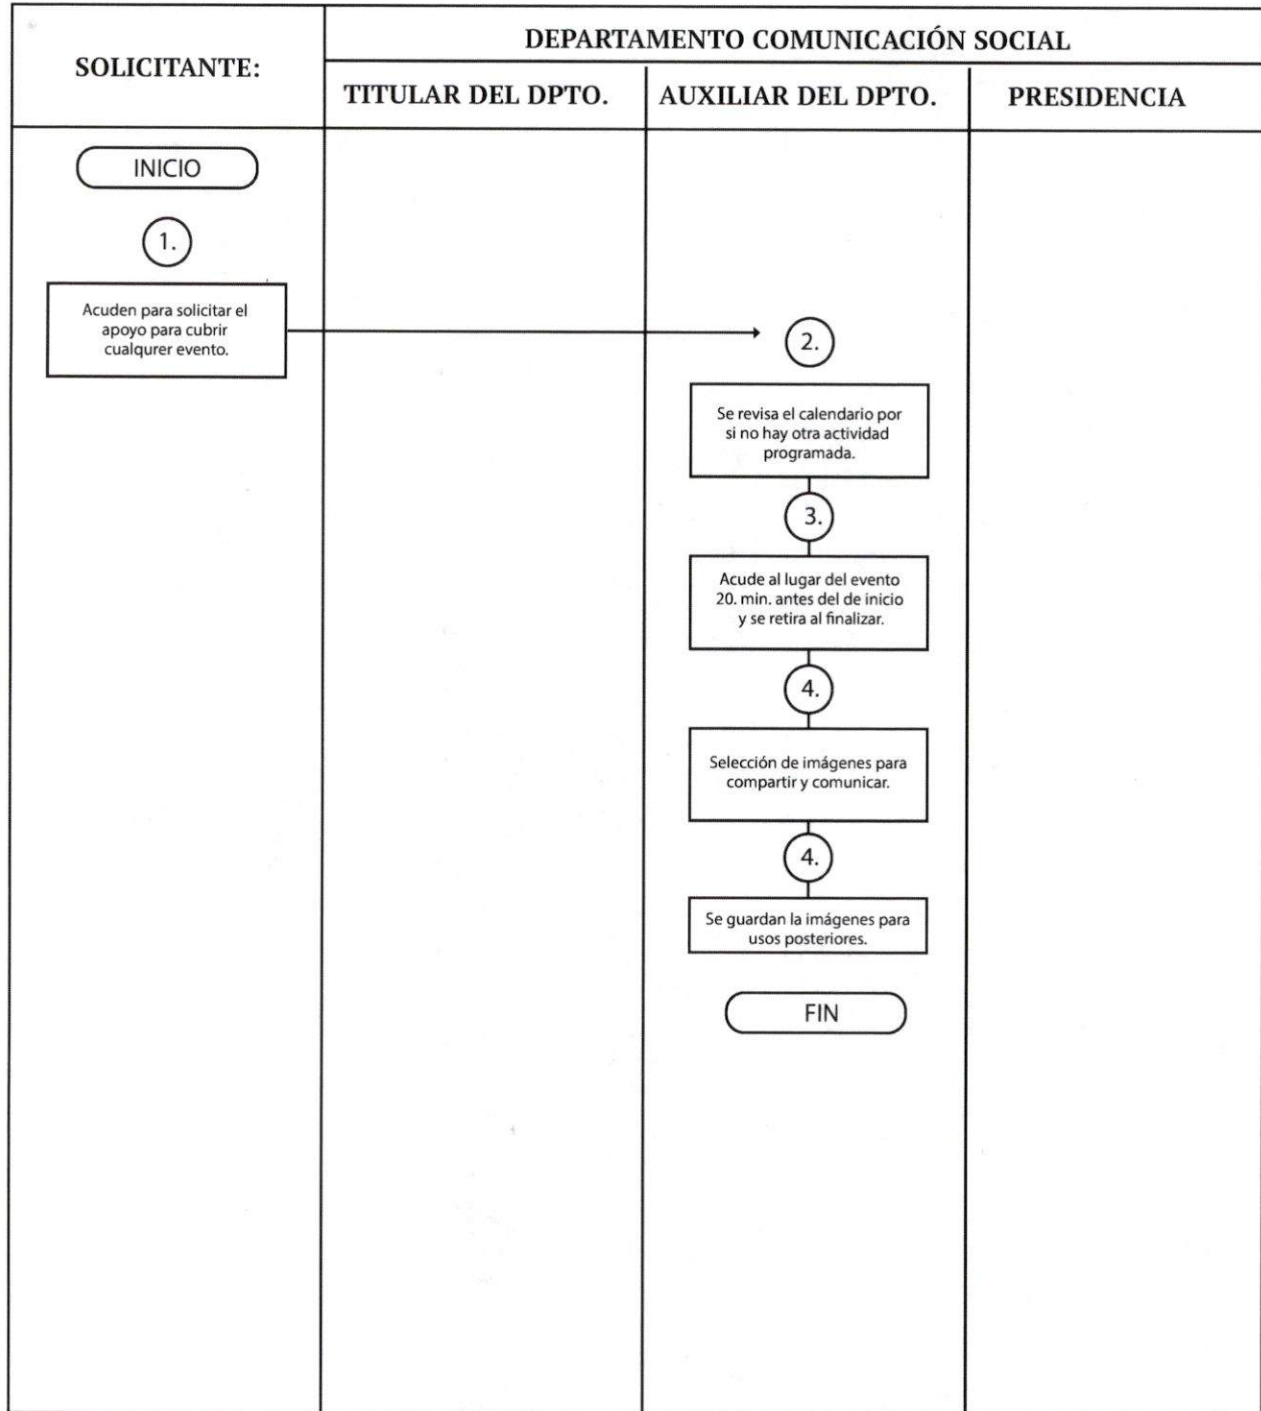 DEPARTAMENTO COMUNICACIÓN SOCIAL
SOLICITANTE:
TITULAR DEL DPTO.
AUXILIAR DEL DPTO.
PRESIDENCIA
INICIO
1.
Acuden para solicitar el
apoyo para cubrir
cualqurer evento.
2.
Se revisa el calendario por
si no hay otra actividad
programada.
3.
Acude al lugar del evento
20. min. antes del de inicio
y se retira al finalizar.
4.
Selección de imágenes para
compartir y comunicar.
4.
Se guardan la imágenes para
usos posteriores.
FIN